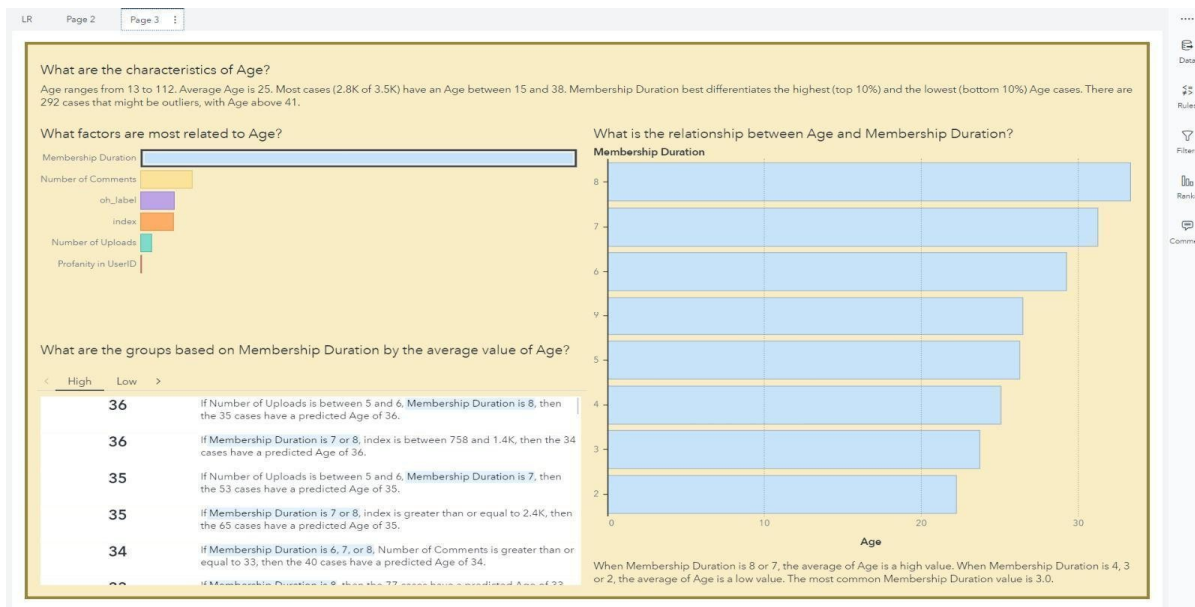 LR Page 2 Page 3
Data
Rules
Filter
Rank
Comme
What are the characteristics of Age?
Age ranges from 13 to 112. Average Age is 25. Most cases (2.8K of 3.5K) have an Age between 15 and 38. Membership Duration best differentiates the highest (top 10%) and the lowest (bottom 10%) Age cases. There are
292 cases that might be outliers, with Age above 41.
What factors are most related to Age?
Membership Duration
Number of Comments
oh_label
index
Number of Uploads
Profanity in UserID
What are the groups based on Membership Duration by the average value of Age?
< High Low >
36
If Number of Uploads is between 5 and 6, Membership Duration is 8, then
the 35 cases have a predicted Age of 36.
36
If Membership Duration is 7 or 8, index is between 758 and 1.4K, then the 34
cases have a predicted Age of 36.
35
If Number of Uploads is between 5 and 6, Membership Duration is 7, then
the 53 cases have a predicted Age of 35.
35
If Membership Duration is 7 or 8, index is greater than or equal to 2.4K, then
the 65 cases have a predicted Age of 35.
34
If Membership Duration is 6, 7, or 8, Number of Comments is greater than or
equal to 33, then the 40 cases have a predicted Age of 34.
If Membership Duration is 8, then the 77 cases have a predicted Age of 33
What is the relationship between Age and Membership Duration?
Membership Duration
8
7
6
y
5
4
3
2
0 10 20 30
Age
When Membership Duration is 8 or 7, the average of Age is a high value. When Membership Duration is 4, 3
or 2, the average of Age is a low value. The most common Membership Duration value is 3.0.